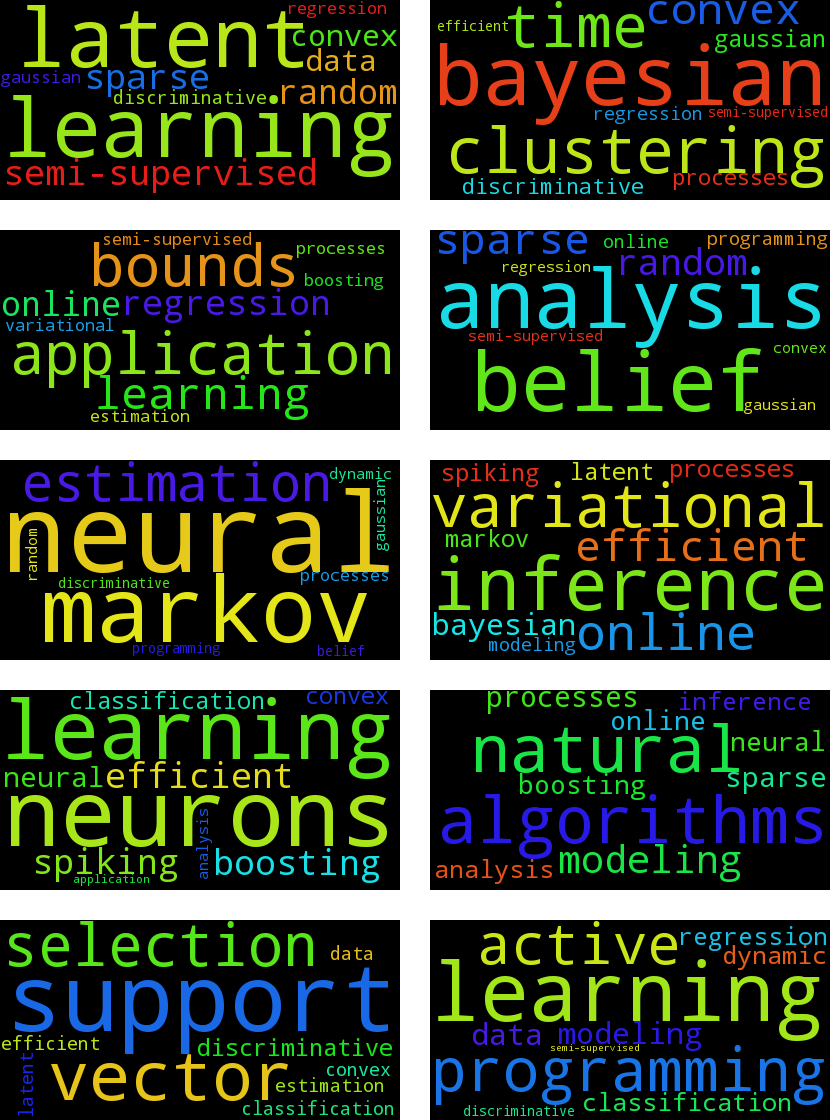 regression
latent
convex
data
gaussian
sparse
random
discriminative
learning
semi-supervised
convex
time
efficient
gaussian
bayesian
regression
semi-supervised
clustering
processes
discriminative
semi-supervised
processes
bounds
boosting
online
regression
variational
application
learning
estimation
sparse
online
programming
regression
random
analysis
semi-supervised
convex
belief
gaussian
estimation
dynamic
gaussian
neural
random
processes
discriminative
markov
programming
belief
spiking
latent
processes
variational
markov
efficient
inference
bayesian
online
modeling
classification
convex
learning
neural
efficient
neurons
analysis
spiking
boosting
application
processes
inference
online
natural
neural
boosting
sparse
algorithms
modeling
analysis
selection
data
support
efficient
discriminative
latent
vector
convex
estimation
classification
active
regression
dynamic
learning
data
modeling
semi-supervised
programming
classification
discriminative